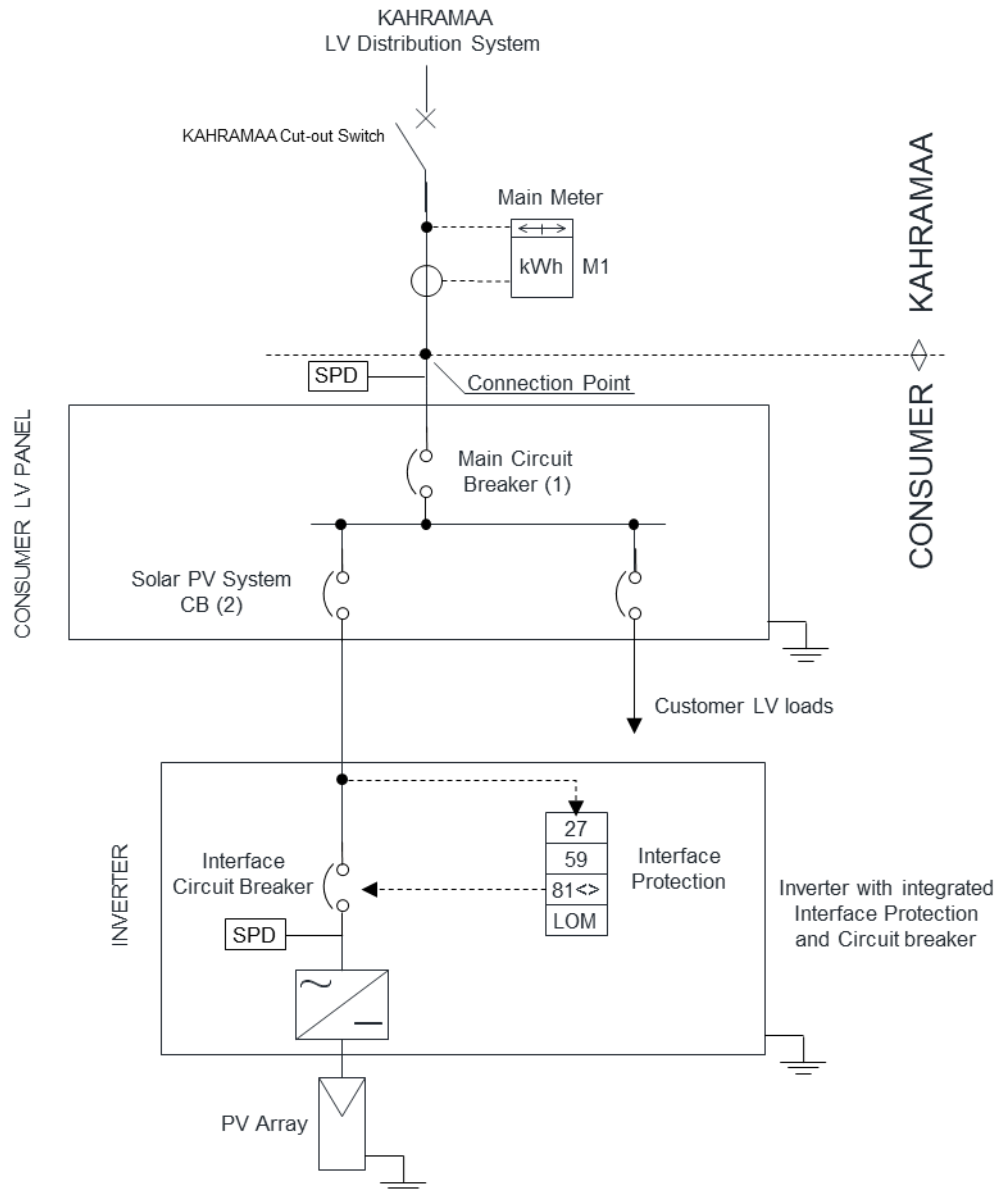 KAHRAMAA
LV Distribution System
KAHRAMAA Cut-out Switch
Main Meter
kWh
M1
KAHRAMAA
CONSUMER
SPD
Connection Point
CONSUMER LV PANEL
Main Circuit
Breaker (1)
Solar PV System
CB (2)
Customer LV loads
INVERTER
27
59
81<>
LOM
Interface
Protection
Interface
Circuit Breaker
SPD
Inverter with integrated
Interface Protection
and Circuit breaker
PV Array